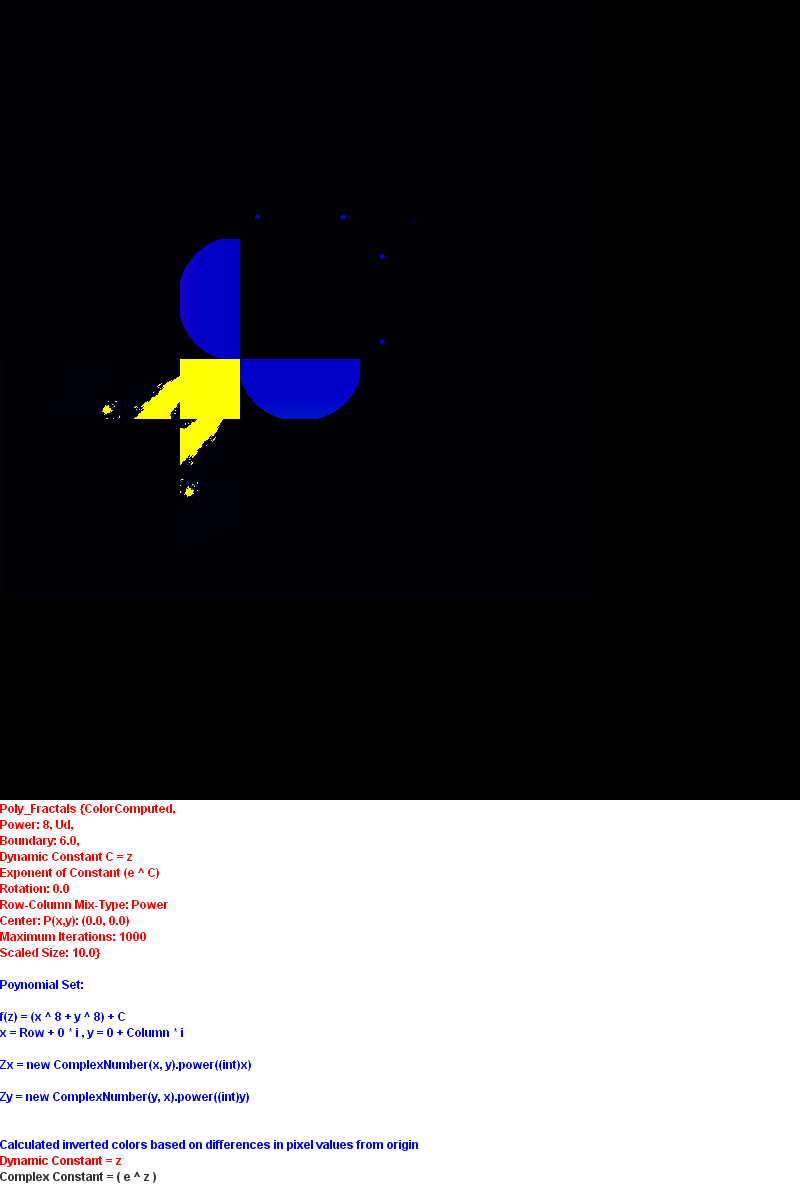 Poly_Fractals {ColorComputed,
Power: 8, Ud,
Boundary: 6.0,
Dynamic Constant C = z
Exponent of Constant (e ^ C)
Rotation: 0.0
Row-Column Mix-Type: Power
Center: P(x,y): (0.0, 0.0)
Maximum Iterations: 1000
Scaled Size: 10.0}
Poynomial Set:
f(z) = (x ^ 8 + y ^ 8) + C
x = Row + 0 * i , y = 0 + Column * i
Zx = new ComplexNumber(x, y).power((int)x)
Zy = new ComplexNumber(y, x).power((int)y)
Calculated inverted colors based on differences in pixel values from origin
Dynamic Constant = z
Complex Constant = ( e ^ z )